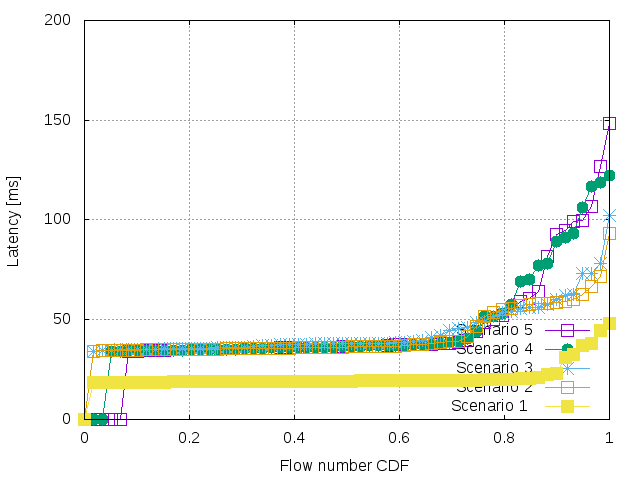 200
150
100
50
0
Latency [ms]
Scenario 5
Scenario 4
Scenario 3
Scenario 2
Scenario 1
0 0.2 0.4 0.6 0.8 1
Flow number CDF